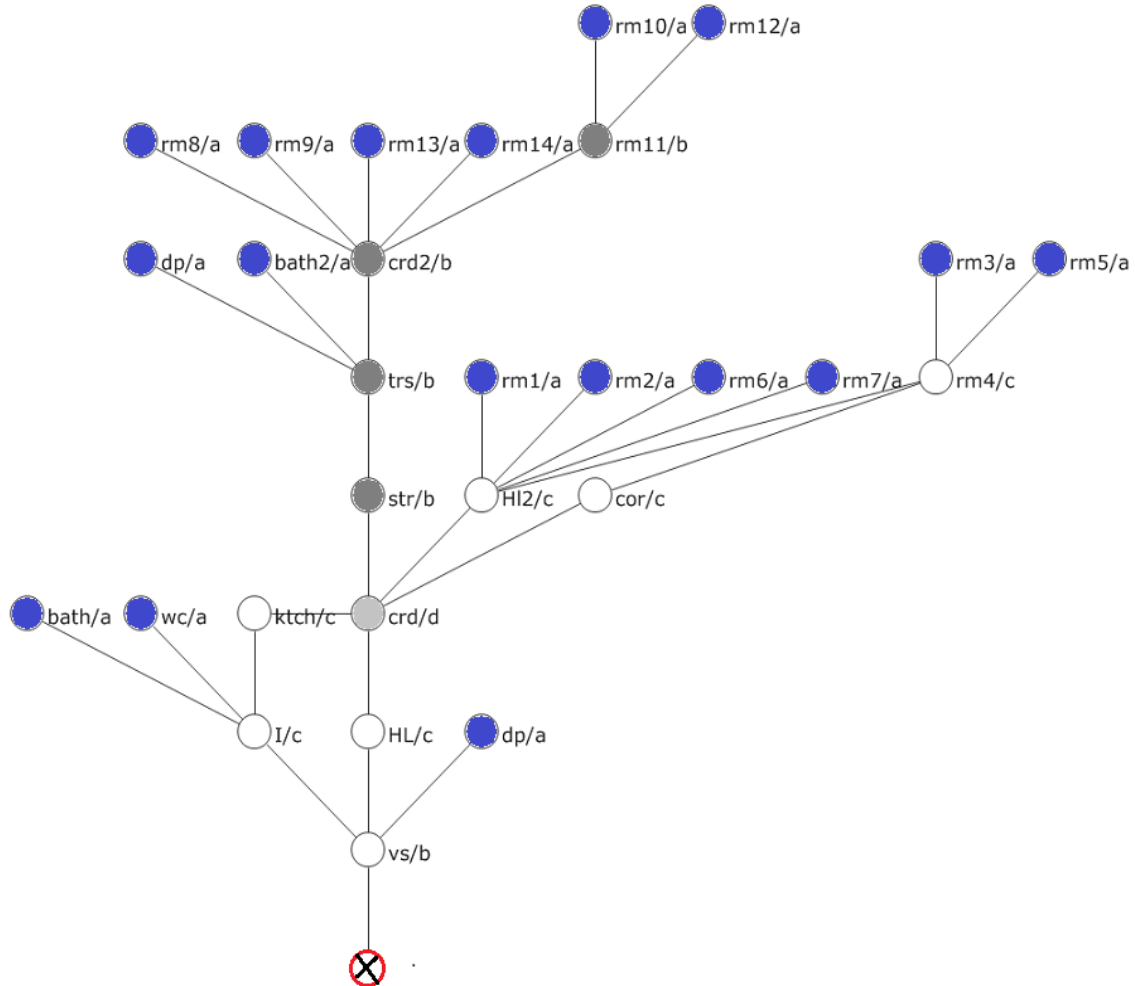 rm10/a rm12/a
rm8/a rm9/a rm13/a rm14/a rm11/b
dp/a bath2/a crd2/b rm3/a rm5/a
trs/b rm1/a rm2/a rm6/a rm7/a rm4/c
str/b Hl2/c cor/c
bath/a wc/a ktch/c crd/d
I/c HL/c dp/a
vs/b